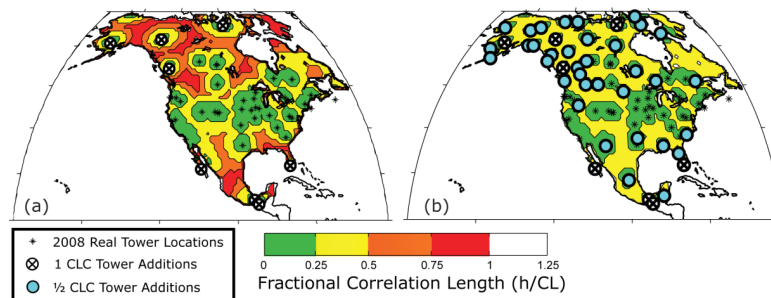 (a)
(b)
2008 Real Tower Locations
1 CLC Tower Additions
½ CLC Tower Additions
0 0.25 0.5 0.75 1 1.25
Fractional Correlation Length (h/CL)